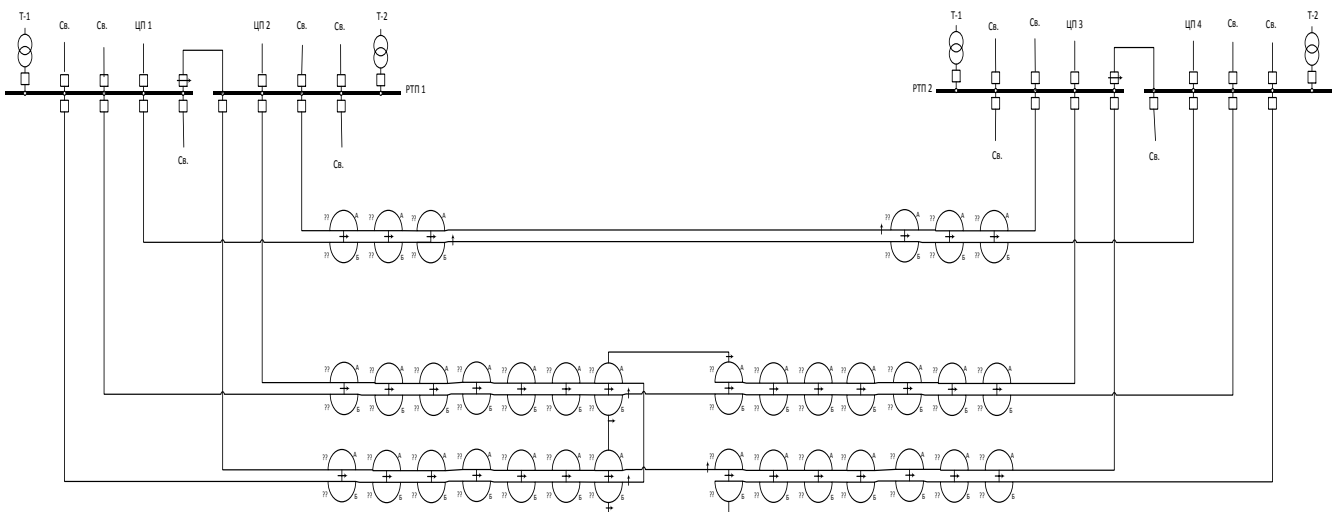 Т-1 Св. Св. ЦП 1 ЦП 2 Св. Св. Т-2 Т-1 Св. Св. ЦП 3 ЦП 4 Св. Св. Т-2
РТП 1 РТП 2
Св. Св. Св. Св.
?? А ?? А ?? А ?? А ?? А ?? А
?? Б ?? Б ?? Б ?? Б ?? Б ?? Б
?? А ?? А ?? А ?? А ?? А ?? А ?? А ?? А ?? А ?? А ?? А ?? А ?? А ?? А
?? Б ?? Б ?? Б ?? Б ?? Б ?? Б ?? Б ?? Б ?? Б ?? Б ?? Б ?? Б ?? Б ?? Б
?? А ?? А ?? А ?? А ?? А ?? А ?? А ?? А ?? А ?? А ?? А ?? А ?? А ?? А
?? Б ?? Б ?? Б ?? Б ?? Б ?? Б ?? Б ?? Б ?? Б ?? Б ?? Б ?? Б ?? Б ?? Б